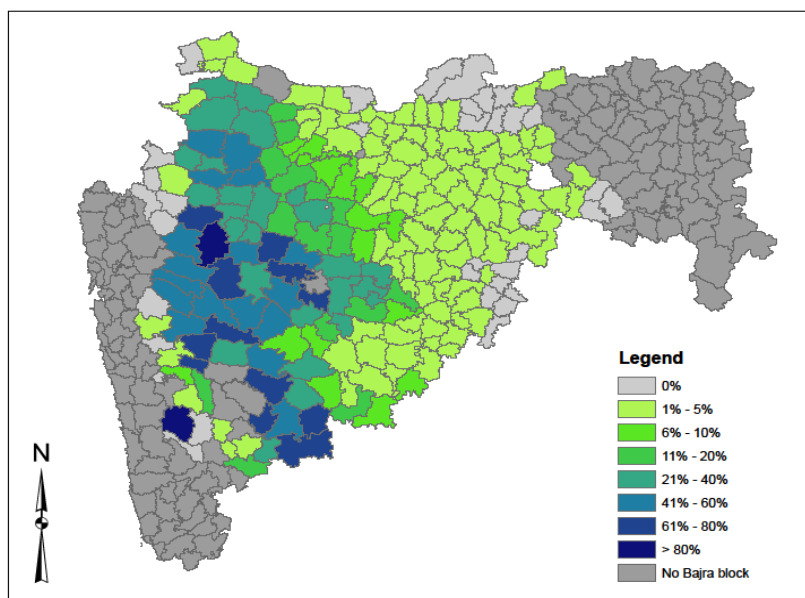 Legend
0%
1% - 5%
6% - 10%
11% - 20%
21% - 40%
41% - 60%
61% - 80%
> 80%
No Bajra block
N